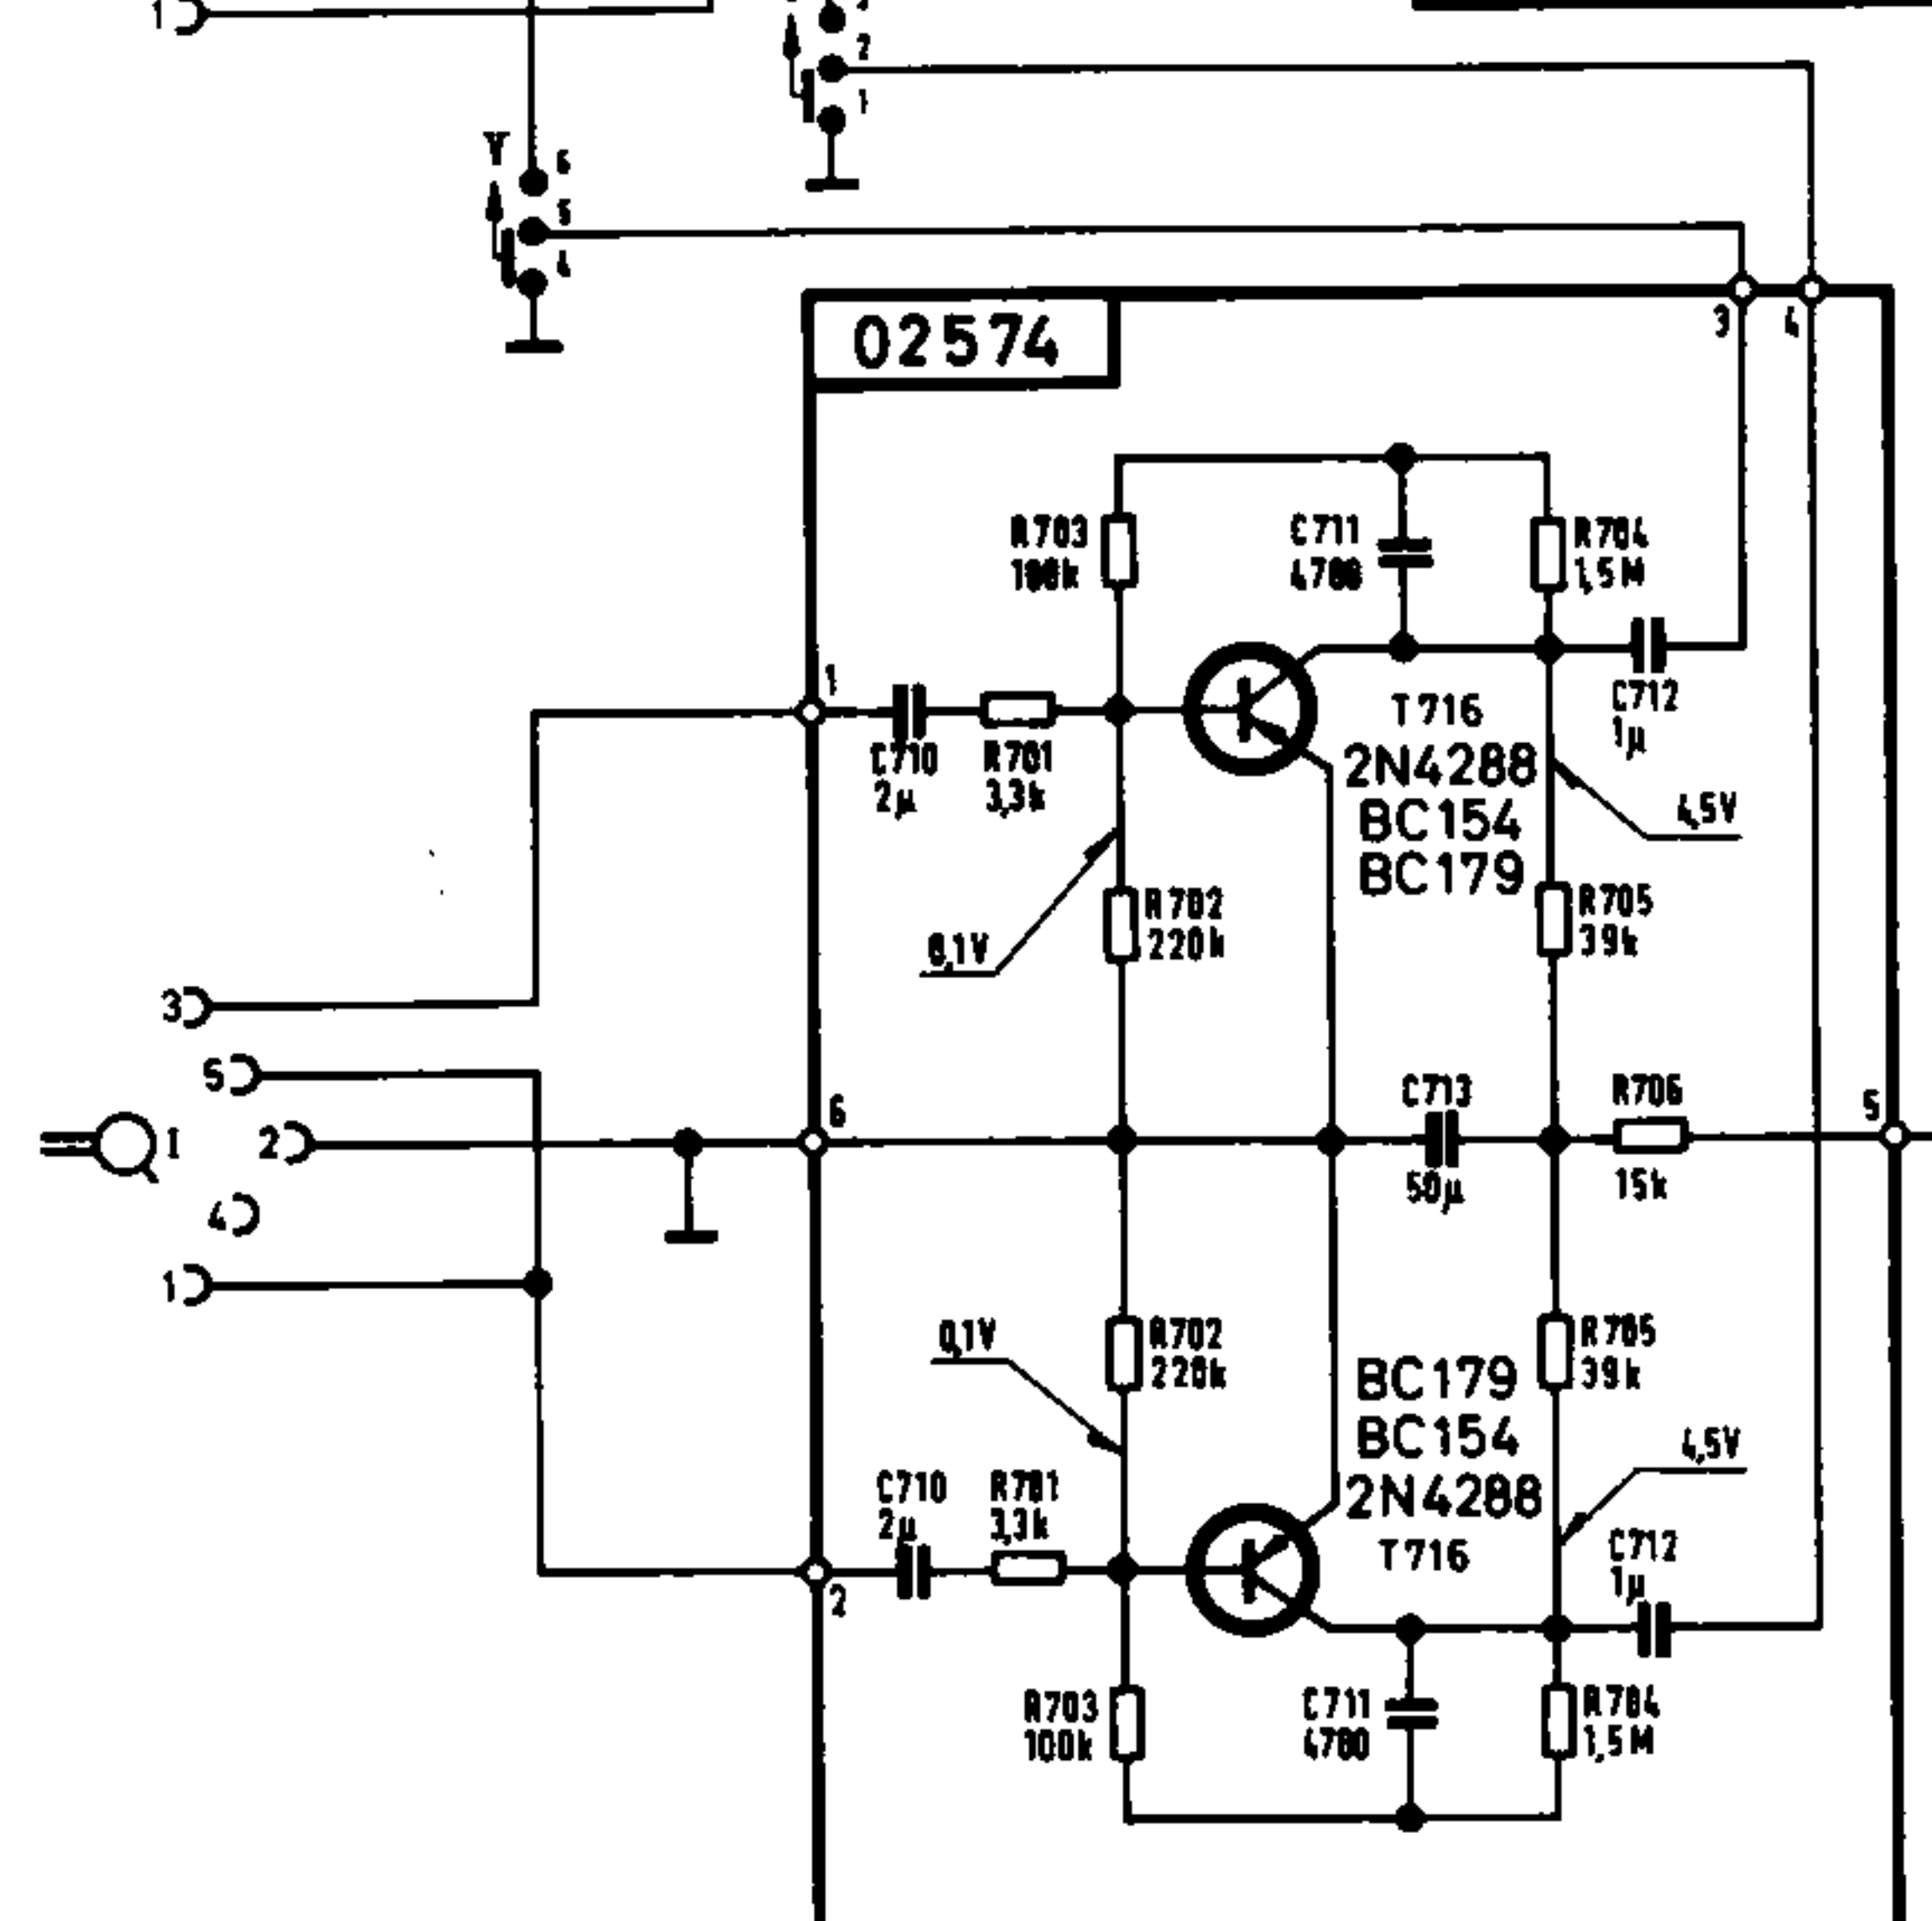 1
2
1
Y
6
5
4
02574
3
4
R703
100k
C711
4700
R704
1,5M
1
C710
2µ
R701
3,3k
T716
2N4288
BC154
BC179
C712
1µ
4,5V
0,1V
R702
220k
R705
39k
3
5
1
2
4
1
6
C713
50µ
R706
15k
5
0,1V
R702
220k
BC179
BC154
2N4288
T716
R705
39k
4,5V
C710
2µ
R701
3,3k
C712
1µ
2
R703
100k
C711
4700
R704
1,5M